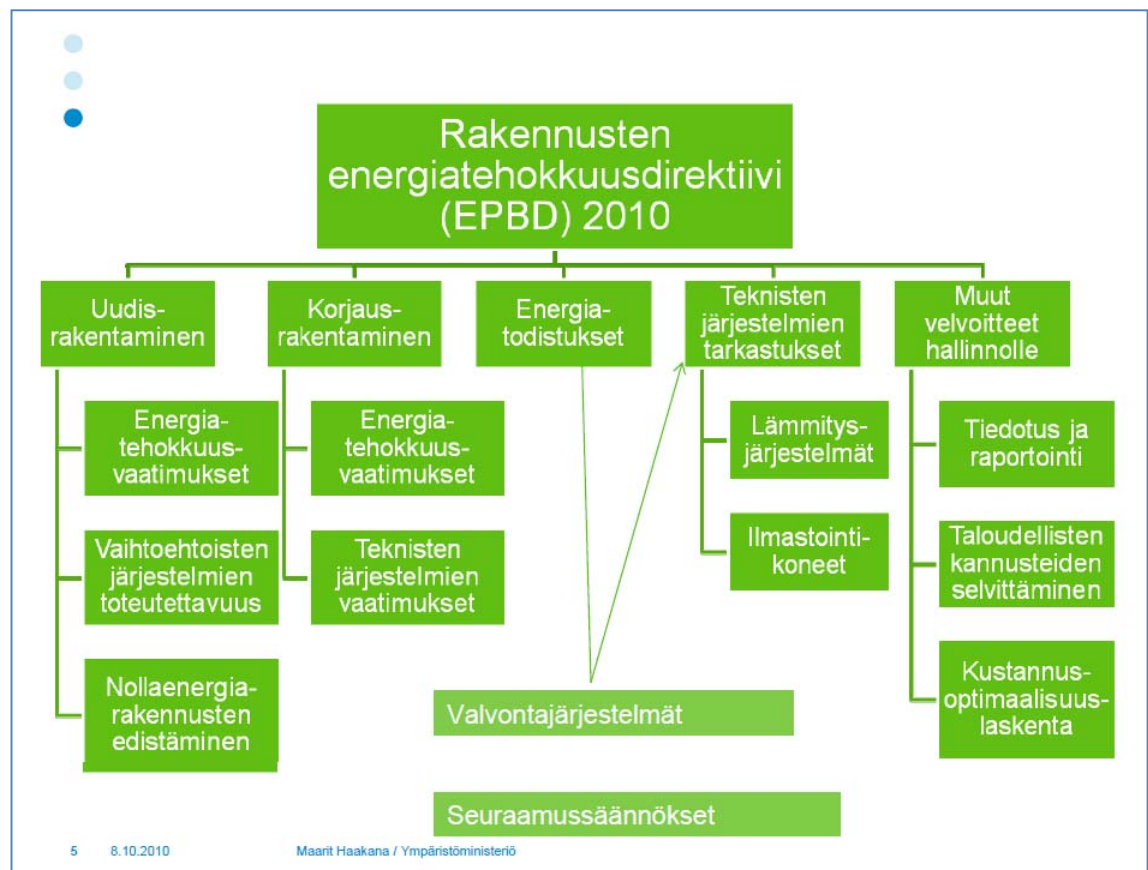 Rakennusten
energiatehokkuusdirektiivi
(EPBD) 2010
Uudis-
rakentaminen
Energia-
tehokkuus-
vaatimukset
Vaihtoehtoisten
järjestelmien
toteutettavuus
Nollaenergia-
rakennusten
edistäminen
Korjaus-
rakentaminen
Energia-
tehokkuus-
vaatimukset
Teknisten
järjestelmien
vaatimukset
Energia-
todistukset
Teknisten
järjestelmien
tarkastukset
Lämmitys-
järjestelmät
Ilmastointi-
koneet
Muut
velvoitteet
hallinnolle
Tiedotus ja
raportointi
Taloudellisten
kannusteiden
selvittäminen
Kustannus-
optimaalisuus-
laskenta
Valvontajärjestelmät
Seuraamussäännökset
5 8.10.2010 Maarit Haakana / Ympäristöministeriö